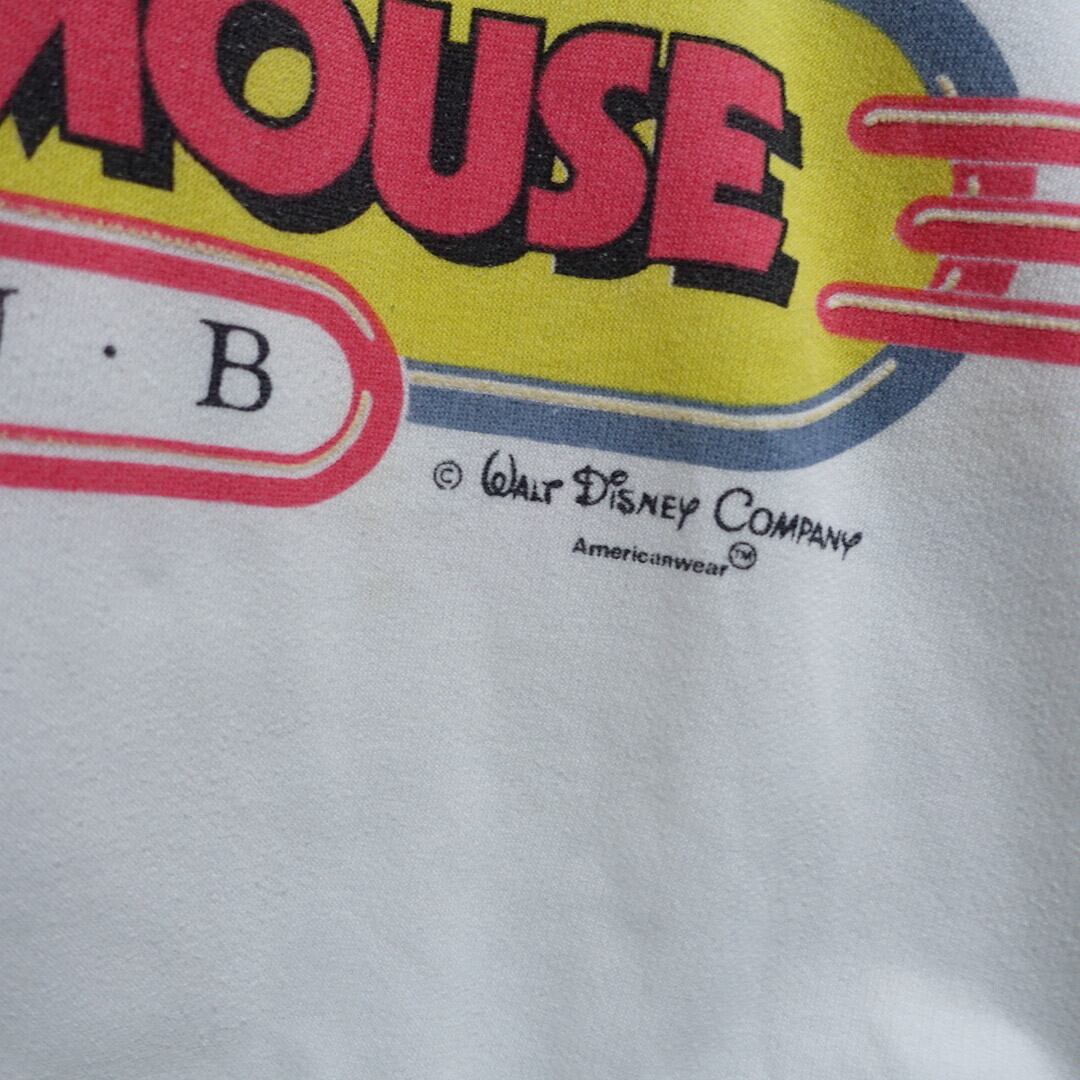 MOUSE
· B
© WALT DISNEY COMPANY
Americanwear™